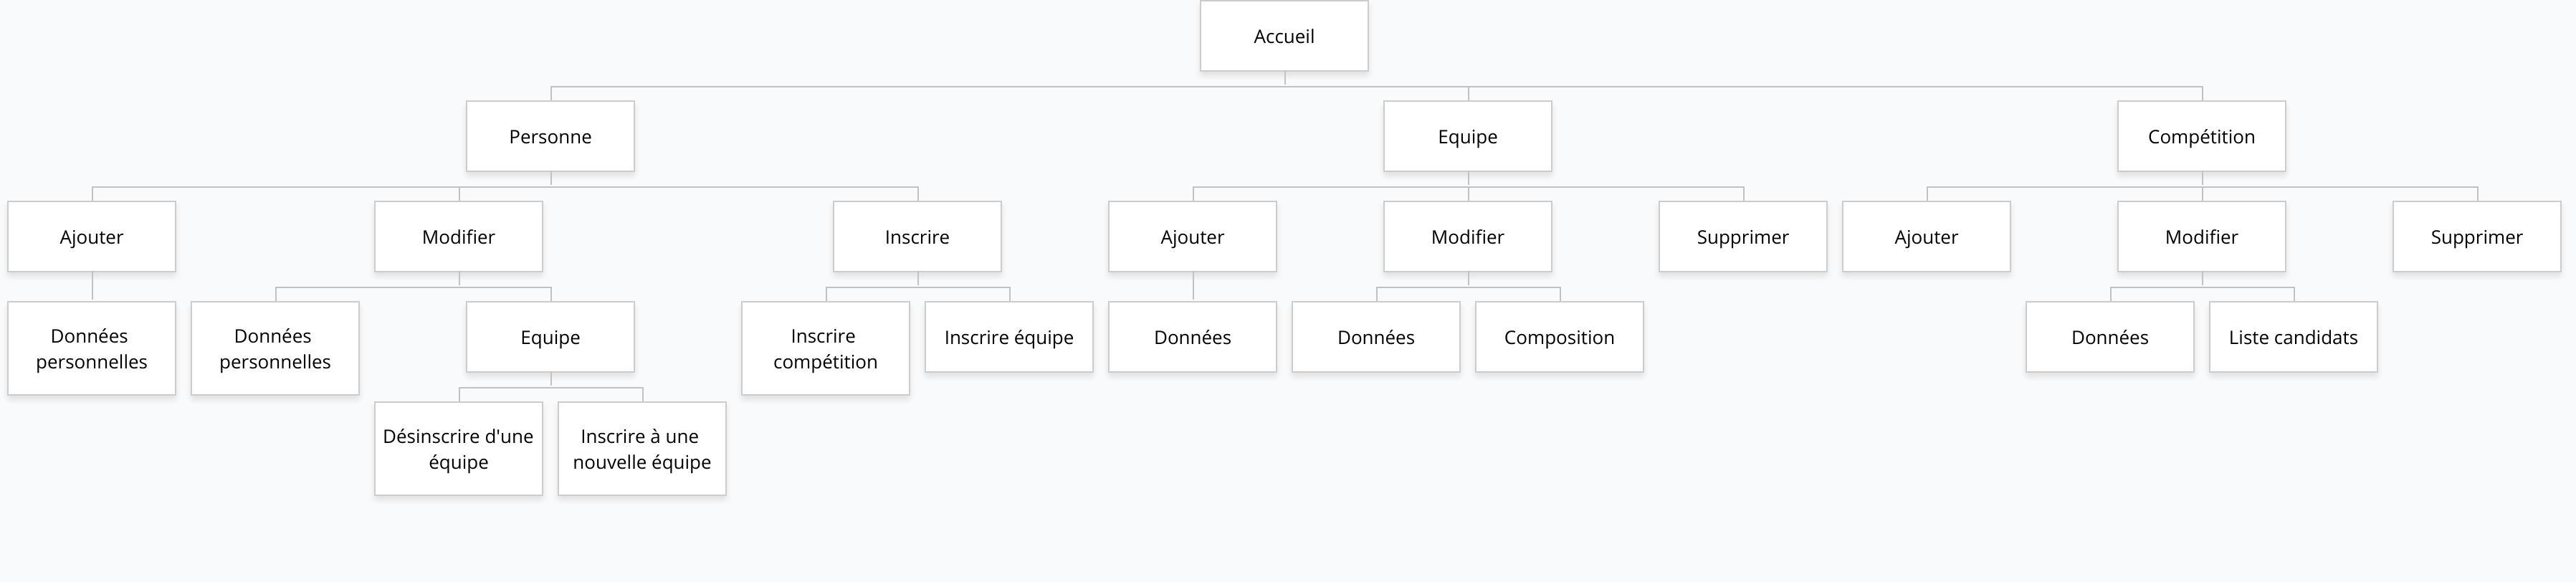 Accueil
Personne
Equipe
Compétition
Ajouter
Modifier
Inscrire
Ajouter
Modifier
Supprimer
Ajouter
Modifier
Supprimer
Données
personnelles
Données
personnelles
Equipe
Inscrire
compétition
Inscrire équipe
Données
Données
Composition
Données
Liste candidats
Désinscrire d'une
équipe
Inscrire à une
nouvelle équipe